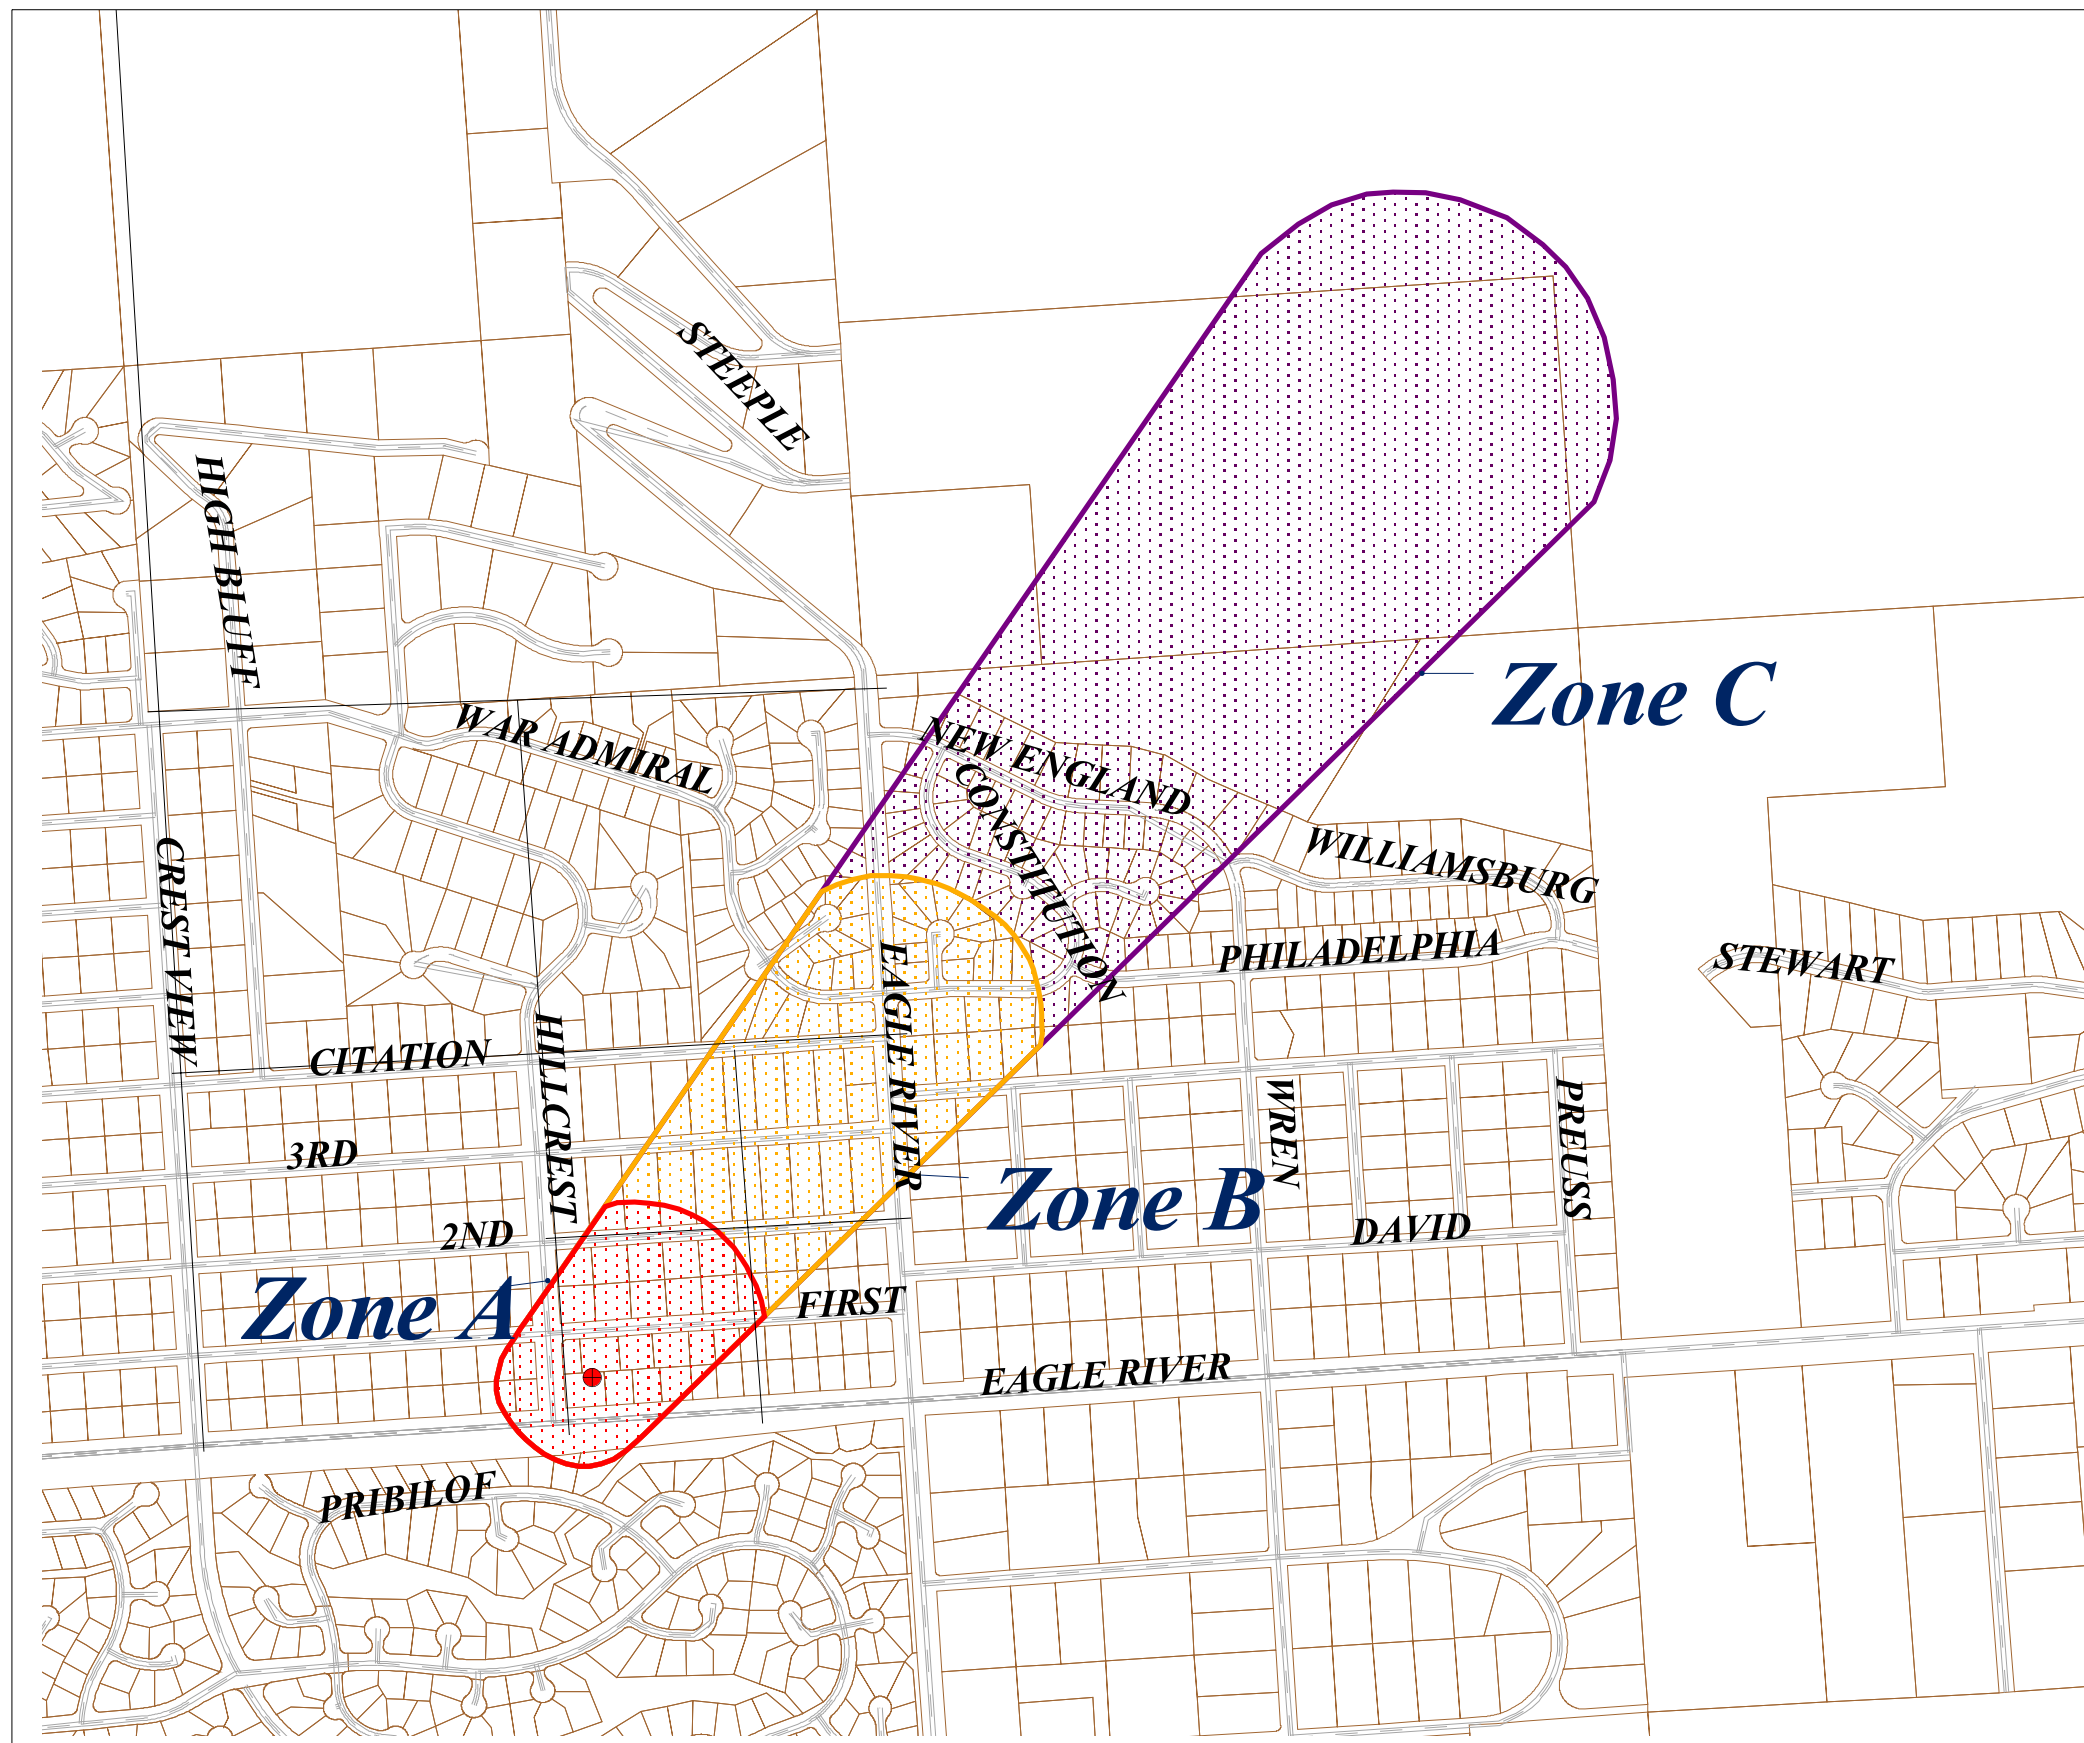 STEEPLE
HIGH BLUFF
Zone C
WAR ADMIRAL
NEW ENGLAND
CONSTITUTION
WILLIAMSBURG
CREST VIEW
PHILADELPHIA
STEWART
EAGLE RIVER
CITATION
HILLCREST
3RD
WREN
PREUSS
Zone B
2ND
DAVID
Zone A
FIRST
EAGLE RIVER
PRIBILOF